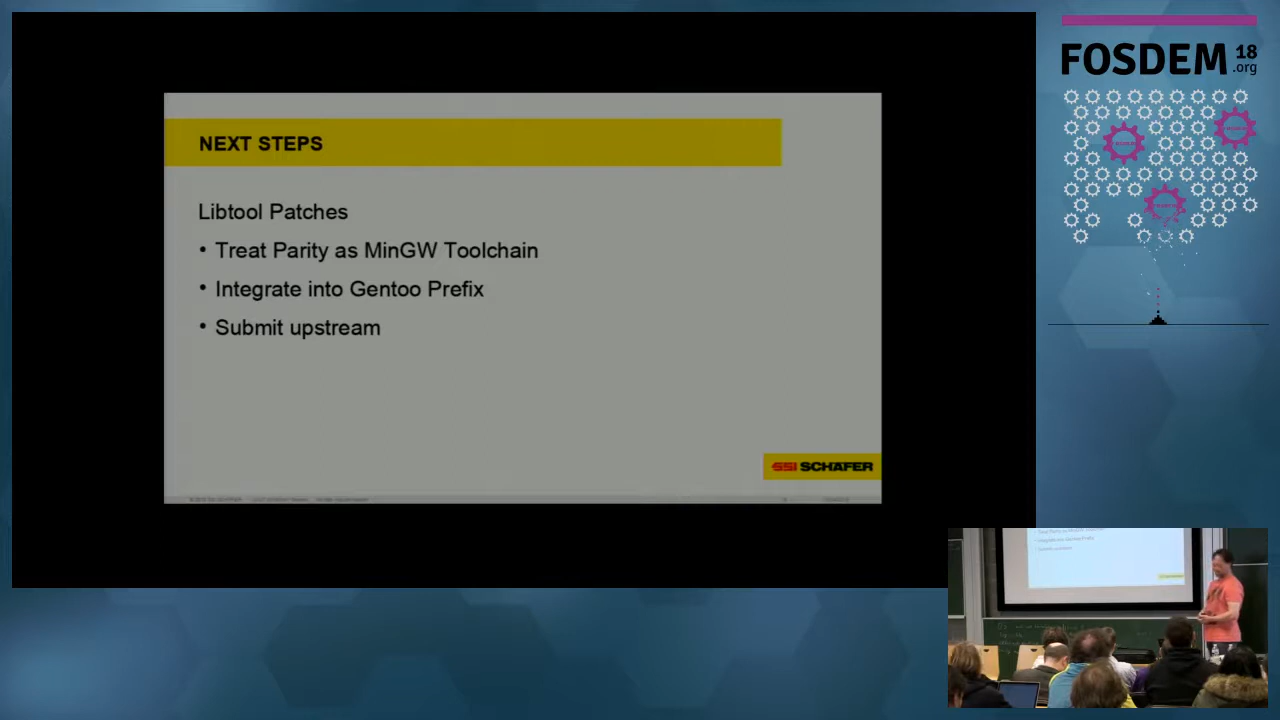 NEXT STEPS
Libtool Patches
• Treat Parity as MinGW Toolchain
• Integrate into Gentoo Prefix
• Submit upstream
SSI SCHÄFER
FOSDEM 18
.org